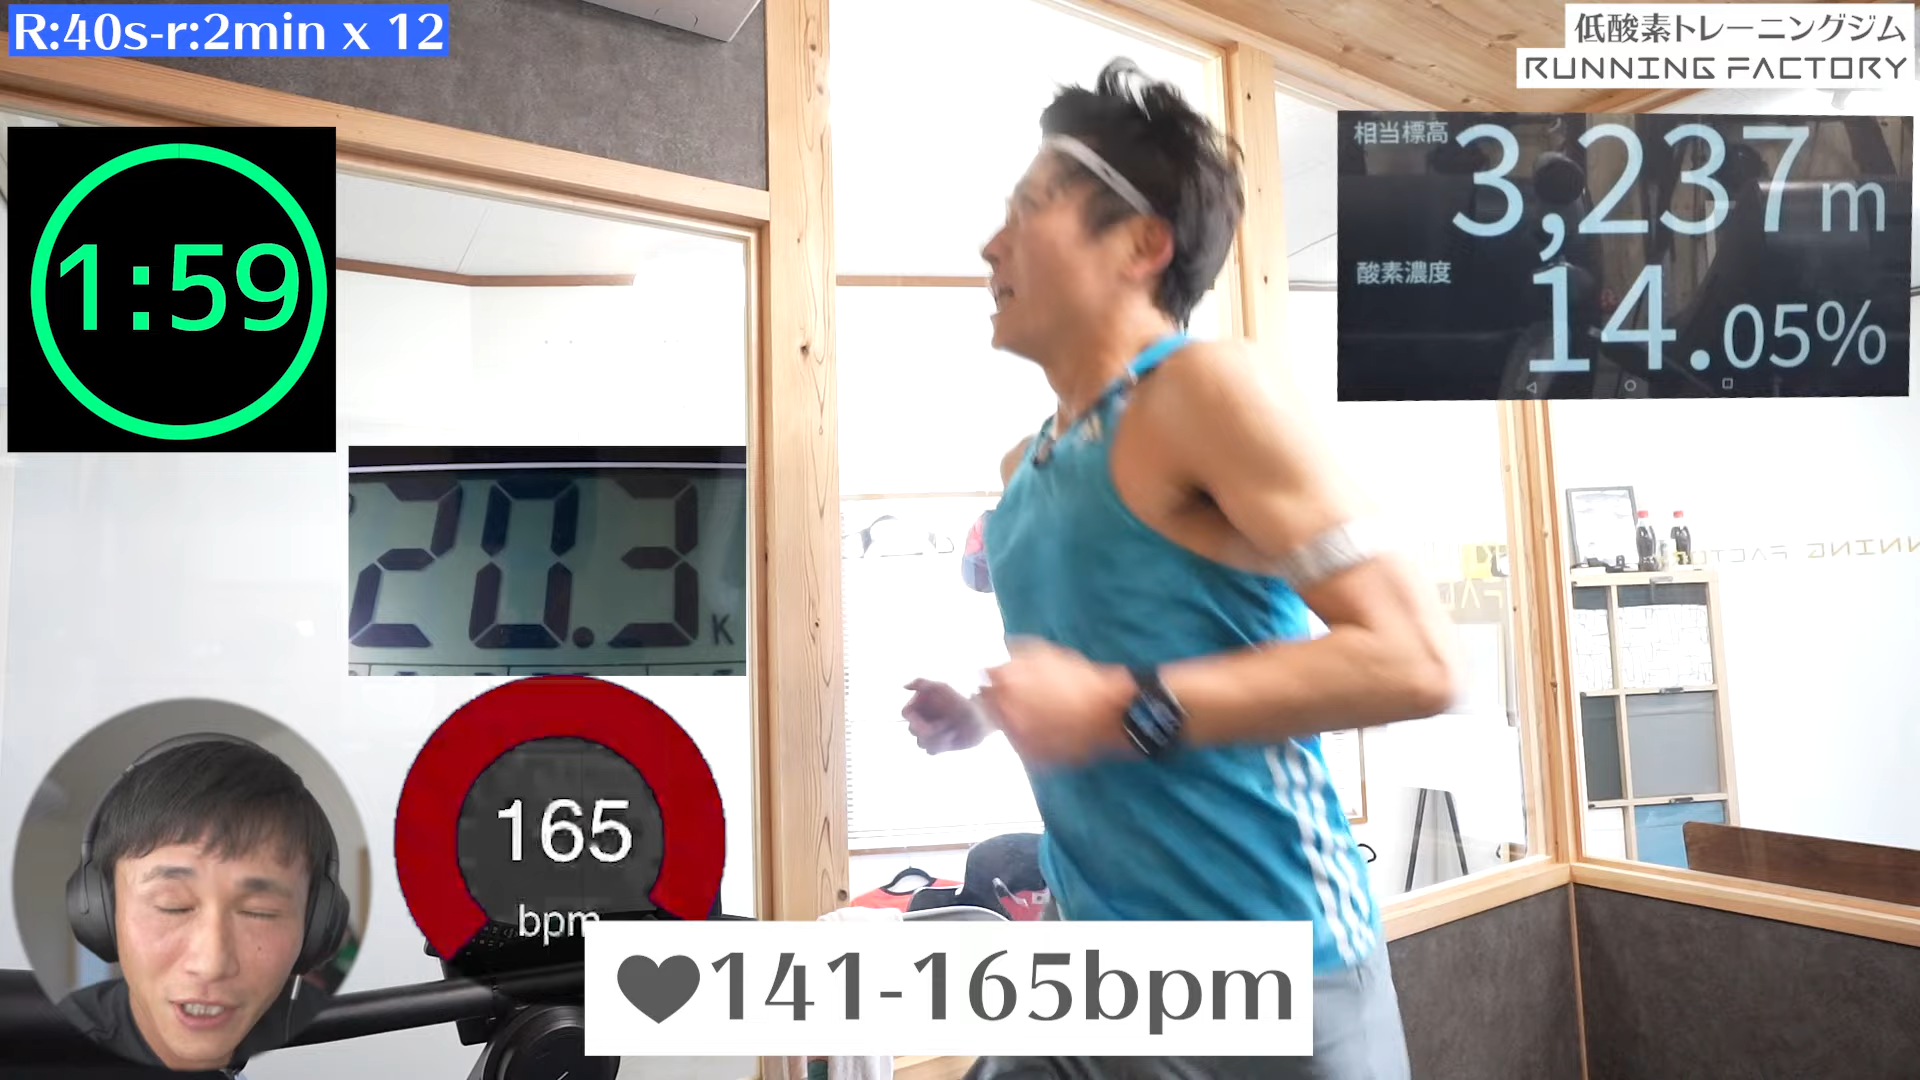 R:40s-r:2min x 12
低酸素トレーニングジム
RUNNING FACTORY
相当標高 3,237m
酸素濃度 14.05%
1:59
20.3 K
165
bpm
♥141-165bpm